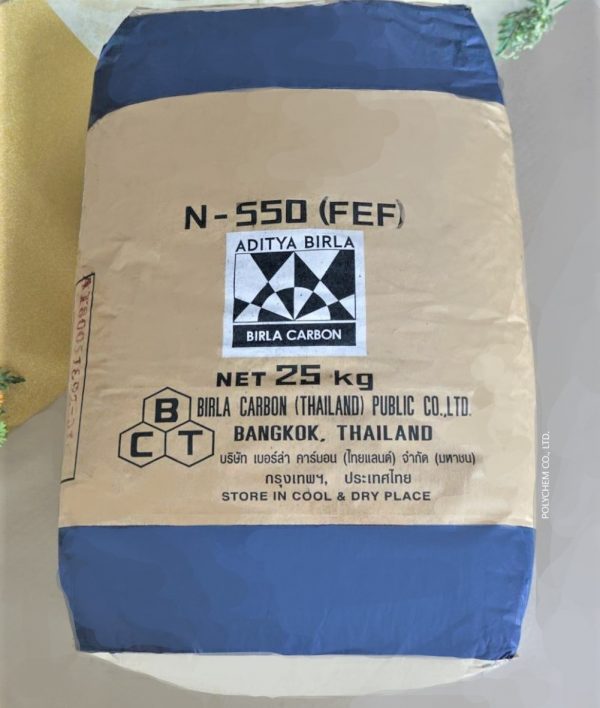 N-550 (FEF)
ADITYA BIRLA
BIRLA CARBON
NET 25 kg
B
C T
BIRLA CARBON (THAILAND) PUBLIC CO.,LTD.
BANGKOK, THAILAND
บริษัท เบอร์ล่า คาร์บอน (ไทยแลนด์) จำกัด (มหาชน)
กรุงเทพฯ, ประเทศไทย
STORE IN COOL & DRY PLACE
POLYCHEM CO., LTD.